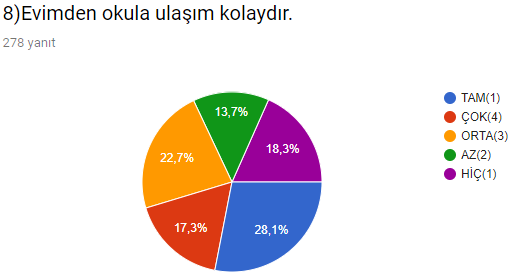 8)Evimden okula ulaşım kolaydır.
278 yanıt
TAM(1)
ÇOK(4)
ORTA(3)
AZ(2)
HİÇ(1)
13,7%
18,3%
22,7%
17,3%
28,1%